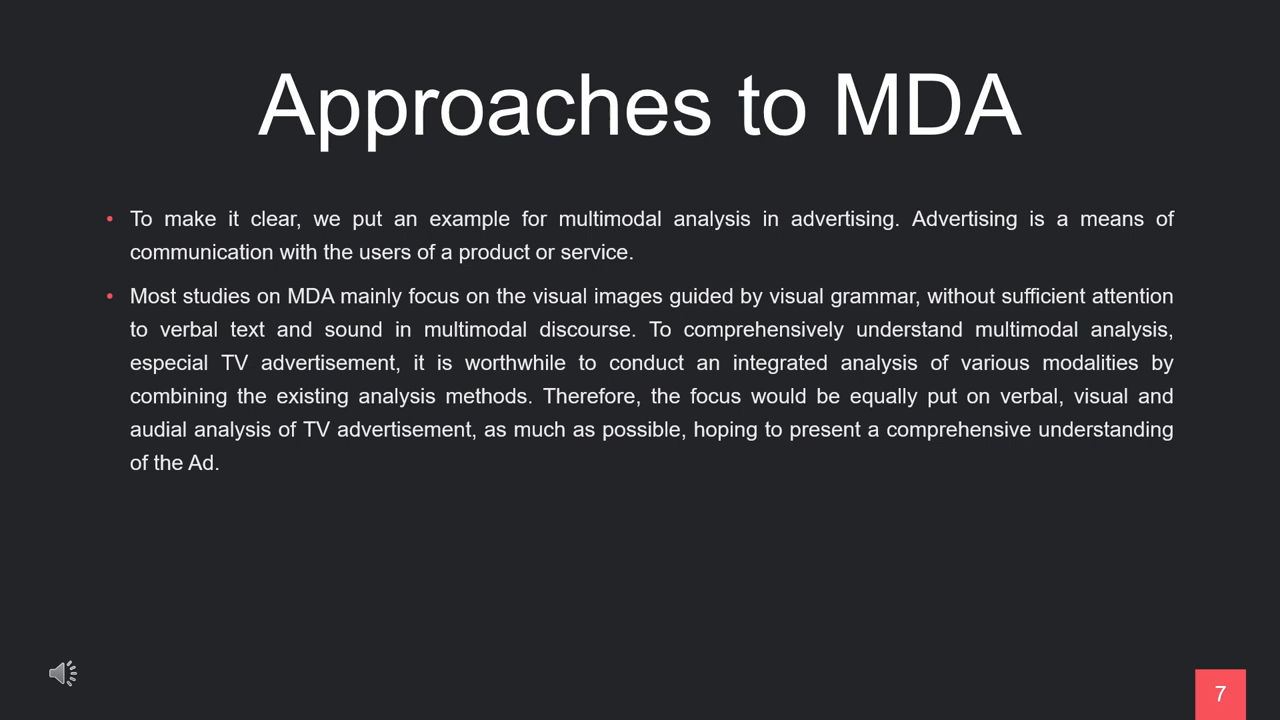 Approaches to MDA
• To make it clear, we put an example for multimodal analysis in advertising. Advertising is a means of
communication with the users of a product or service.
• Most studies on MDA mainly focus on the visual images guided by visual grammar, without sufficient attention
to verbal text and sound in multimodal discourse. To comprehensively understand multimodal analysis,
especial TV advertisement, it is worthwhile to conduct an integrated analysis of various modalities by
combining the existing analysis methods. Therefore, the focus would be equally put on verbal, visual and
audial analysis of TV advertisement, as much as possible, hoping to present a comprehensive understanding
of the Ad.
7